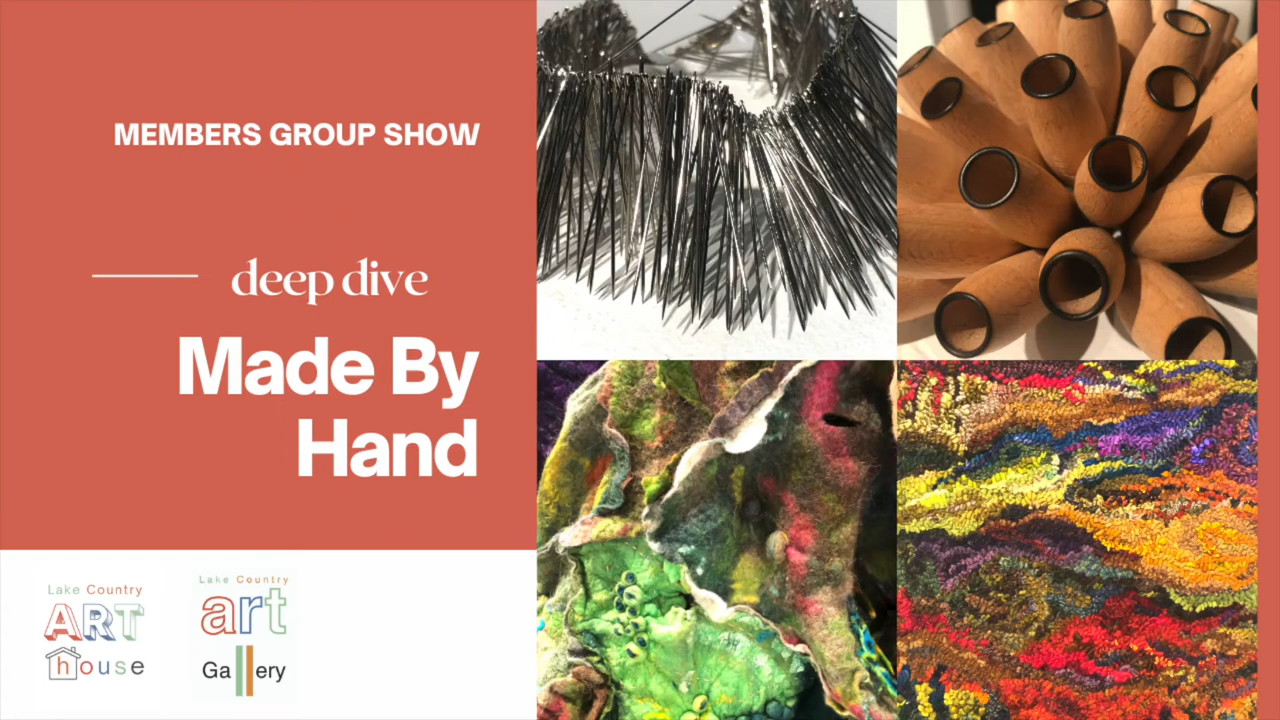 MEMBERS GROUP SHOW
deep dive
Made By
Hand
Lake Country
ART
house
Lake Country
art
Gallery